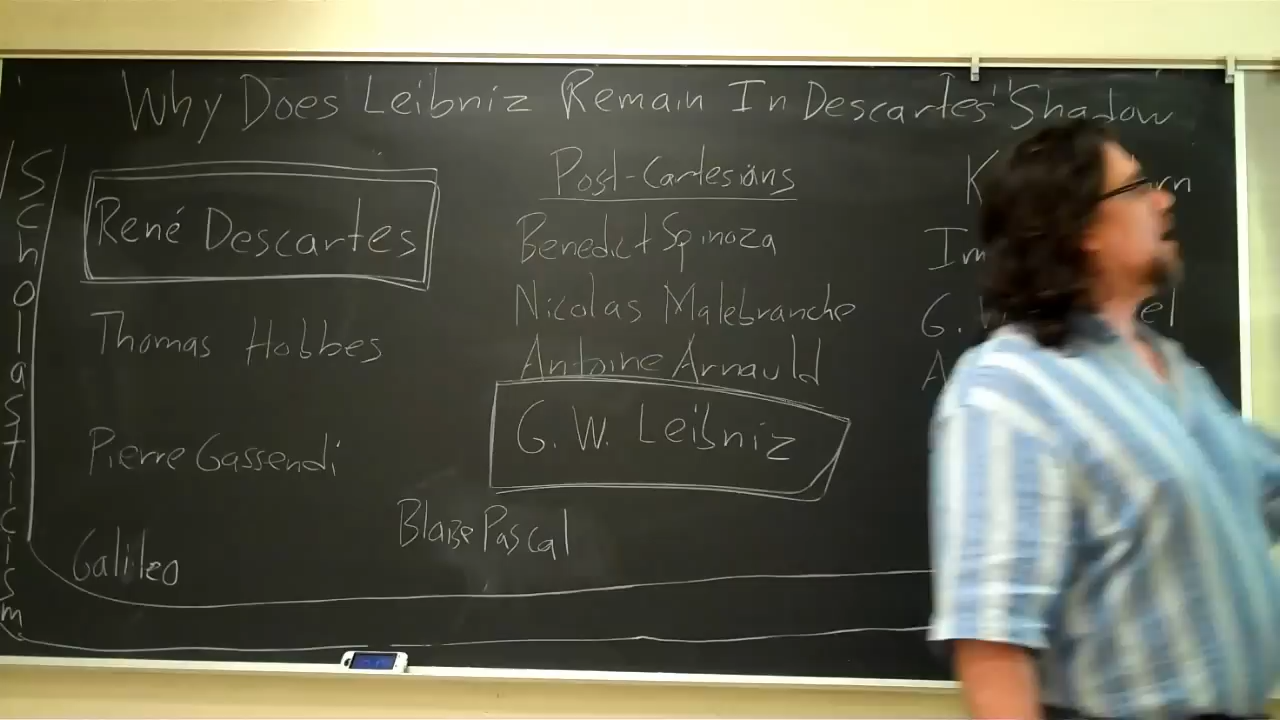 Why Does Leibniz Remain In Descartes' Shadow
Scholasticism
René Descartes
Thomas Hobbes
Pierre Gassendi
Galileo
Blaise Pascal
Post-Cartesians
Benedict Spinoza
Nicolas Malebranche
Antoine Arnauld
G. W. Leibniz
G.